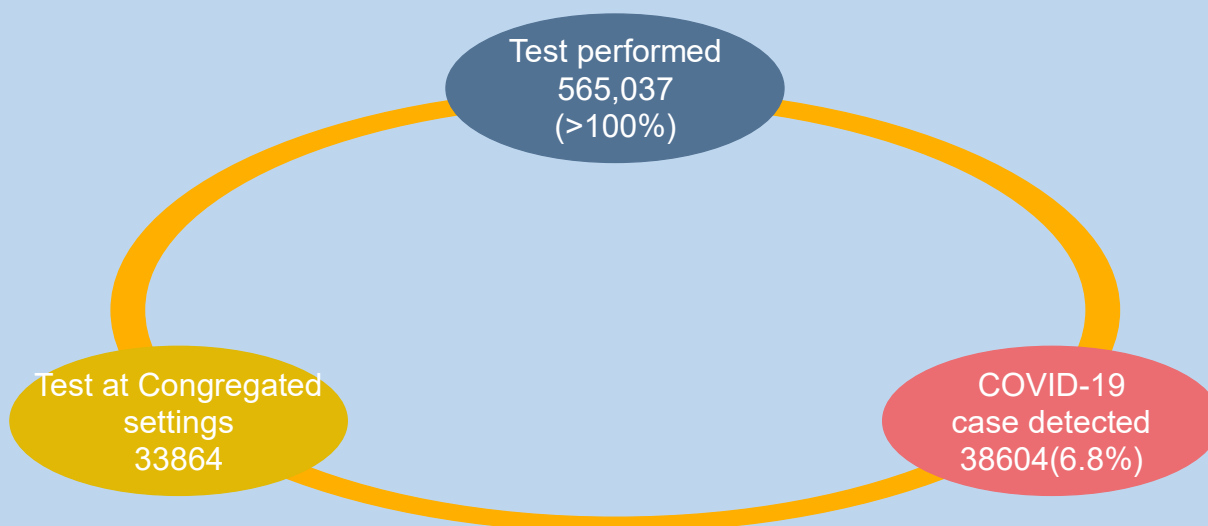 Test performed
565,037
(>100%)
Test at Congregated
settings
33864
COVID-19
case detected
38604(6.8%)